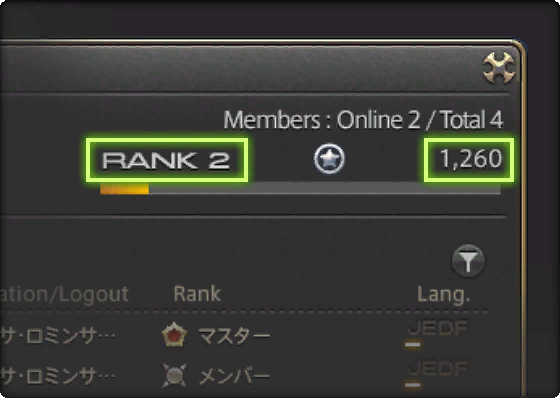 Members : Online 2 / Total 4
RANK 2 1,260
ation/Logout Rank Lang.
サ・ロミンサ… マスター JEDF
サ・ロミンサ… メンバー JEDF